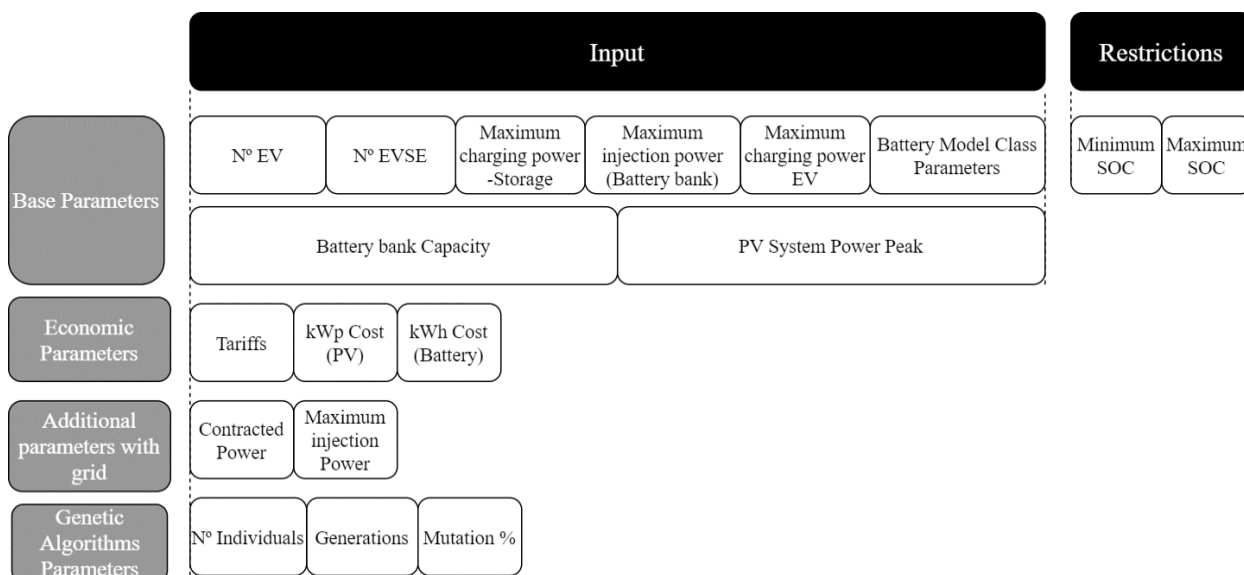 Input
Restrictions
Base Parameters
Nº EV
Nº EVSE
Maximum
charging power
-Storage
Maximum
injection power
(Battery bank)
Maximum
charging power
EV
Battery Model Class
Parameters
Minimum
SOC
Maximum
SOC
Battery bank Capacity
PV System Power Peak
Economic
Parameters
Tariffs
kWp Cost
(PV)
kWh Cost
(Battery)
Additional
parameters with
grid
Contracted
Power
Maximum
injection
Power
Genetic
Algorithms
Parameters
Nº Individuals
Generations
Mutation %